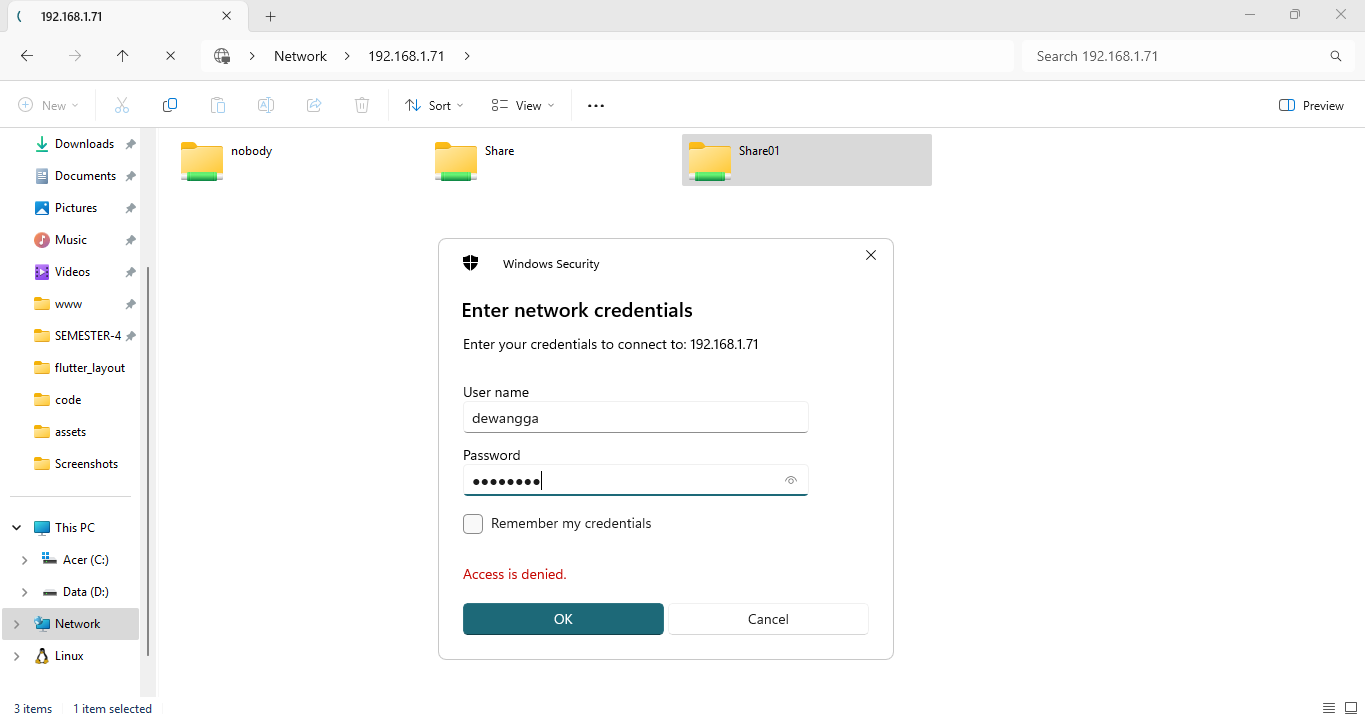 192.168.1.71
Network
192.168.1.71
Search 192.168.1.71
New
Sort
View
Preview
Downloads
Documents
Pictures
Music
Videos
www
SEMESTER-4
flutter_layout
code
assets
Screenshots
This PC
Acer (C:)
Data (D:)
Network
Linux
nobody
Share
Share01
Windows Security
Enter network credentials
Enter your credentials to connect to: 192.168.1.71
User name
dewangga
Password
••••••••
Remember my credentials
Access is denied.
OK
Cancel
3 items
1 item selected